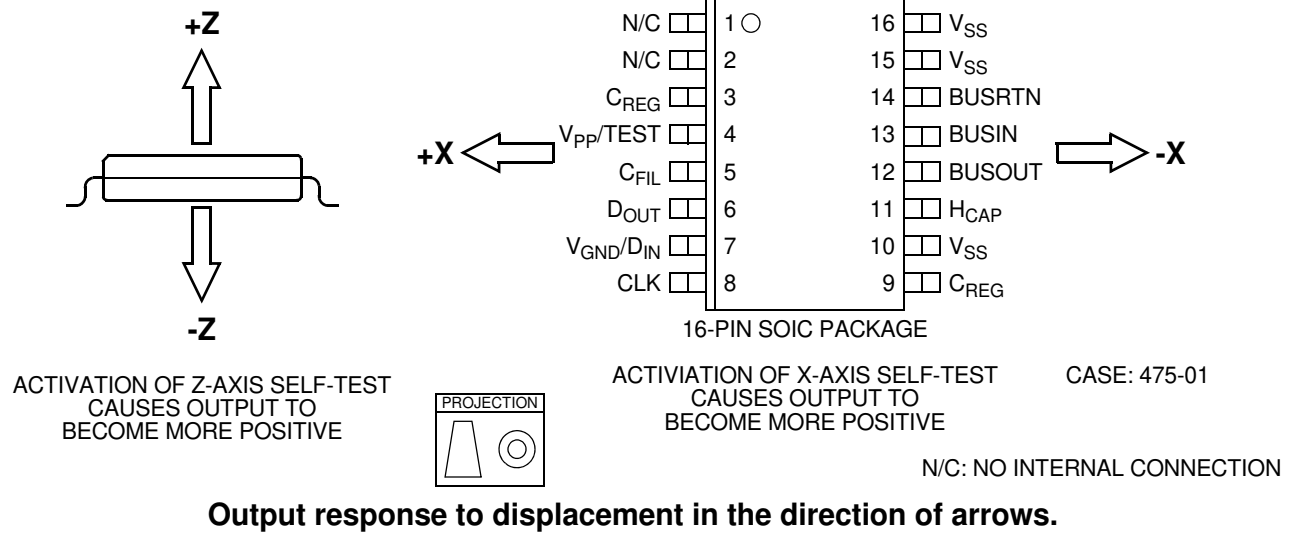 +Z
-Z
ACTIVATION OF Z-AXIS SELF-TEST
CAUSES OUTPUT TO
BECOME MORE POSITIVE
+X
N/C 1 16 VSS
N/C 2 15 VSS
CREG 3 14 BUSRTN
VPP/TEST 4 13 BUSIN
CFIL 5 12 BUSOUT
DOUT 6 11 HCAP
VGND/DIN 7 10 VSS
CLK 8 9 CREG
-X
16-PIN SOIC PACKAGE
ACTIVIATION OF X-AXIS SELF-TEST
CAUSES OUTPUT TO
BECOME MORE POSITIVE
CASE: 475-01
PROJECTION
N/C: NO INTERNAL CONNECTION
Output response to displacement in the direction of arrows.